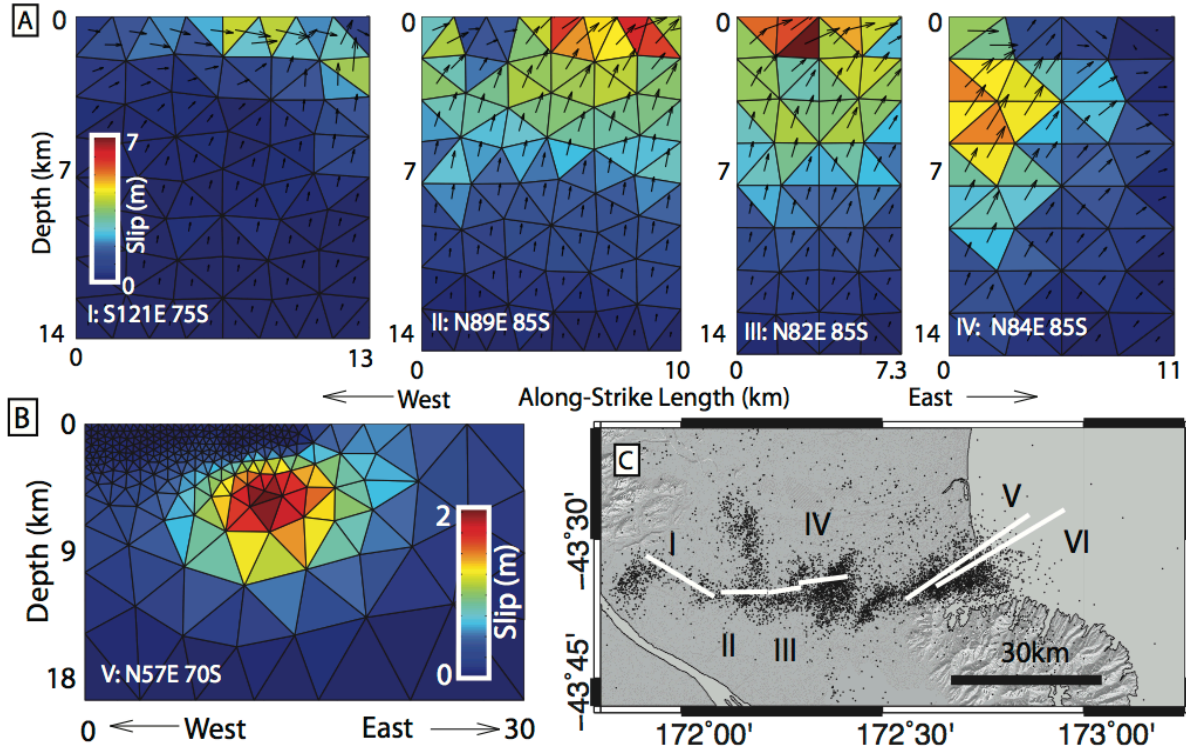 A
0
7
14
Depth (km)
7
Slip (m)
0
I: S121E 75S
0
13
0
7
14
II: N89E 85S
0
10
0
7
14
III: N82E 85S
0
7.3
0
7
14
IV: N84E 85S
0
11
West
Along-Strike Length (km)
East
B
0
9
18
Depth (km)
2
Slip (m)
0
V: N57E 70S
0
West
East
30
C
I
II
III
IV
V
VI
30km
−43°30'
−43°45'
172°00'
172°30'
173°00'